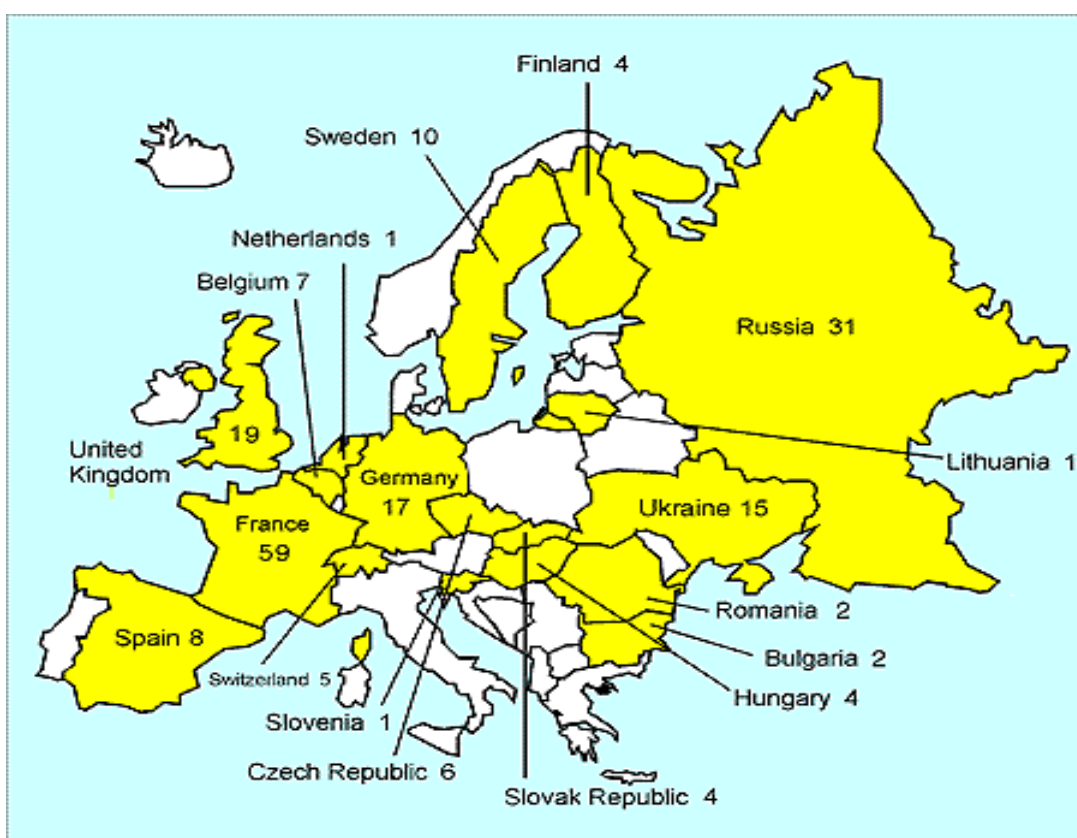 Finland 4
Sweden 10
Netherlands 1
Belgium 7
Russia 31
19
United
Kingdom
Lithuania 1
Germany
17
Ukraine 15
France
59
Romania 2
Spain 8
Bulgaria 2
Switzerland 5
Hungary 4
Slovenia 1
Czech Republic 6
Slovak Republic 4